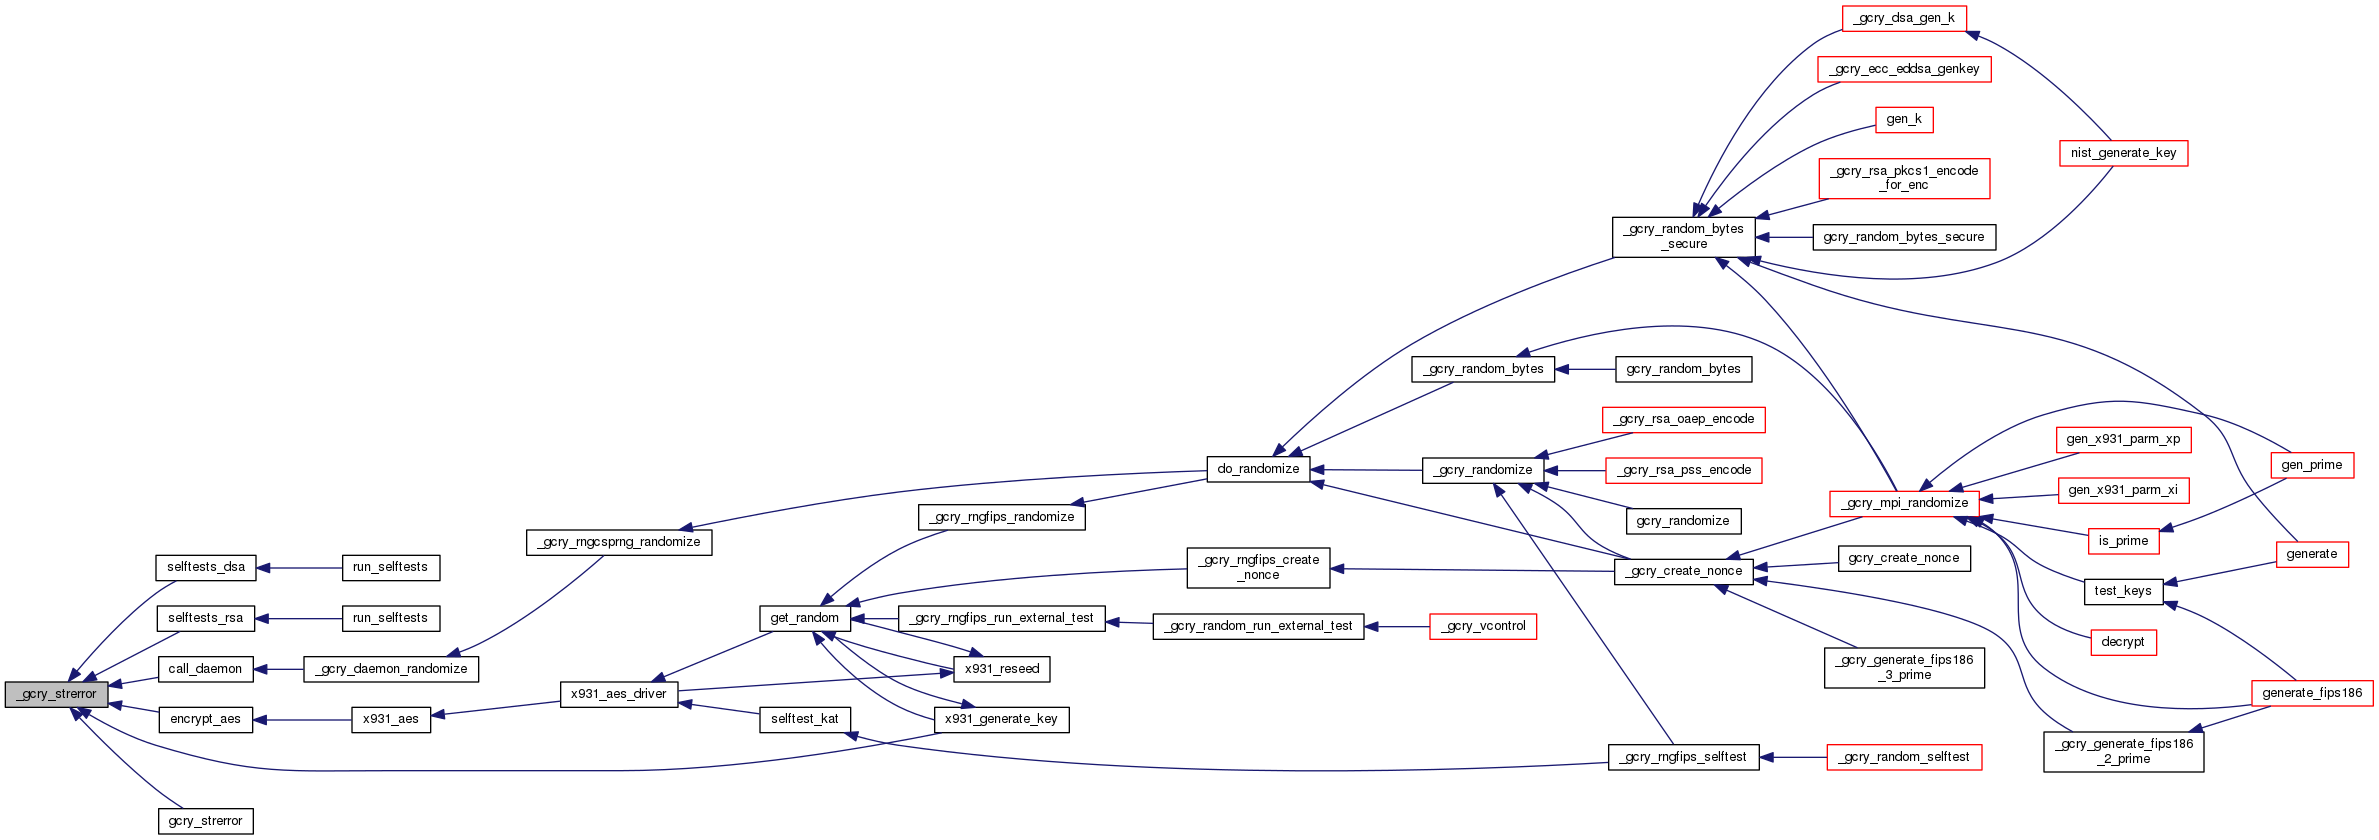 _gcry_dsa_gen_k
_gcry_ecc_eddsa_genkey
gen_k
nist_generate_key
_gcry_rsa_pkcs1_encode
_for_enc
_gcry_random_bytes
_secure
gcry_random_bytes_secure
_gcry_random_bytes
gcry_random_bytes
_gcry_rsa_oaep_encode
gen_x931_parm_xp
do_randomize
_gcry_randomize
_gcry_rsa_pss_encode
gen_prime
gen_x931_parm_xi
_gcry_mpi_randomize
_gcry_rngfips_randomize
gcry_randomize
_gcry_rngcsprng_randomize
is_prime
generate
gcry_create_nonce
_gcry_rngfips_create
_nonce
selftests_dsa
run_selftests
_gcry_create_nonce
test_keys
selftests_rsa
run_selftests
get_random
_gcry_rngfips_run_external_test
_gcry_random_run_external_test
_gcry_vcontrol
decrypt
call_daemon
_gcry_daemon_randomize
x931_reseed
_gcry_generate_fips186
_3_prime
_gcry_strerror
x931_aes_driver
generate_fips186
encrypt_aes
x931_aes
selftest_kat
x931_generate_key
_gcry_rngfips_selftest
_gcry_random_selftest
_gcry_generate_fips186
_2_prime
gcry_strerror